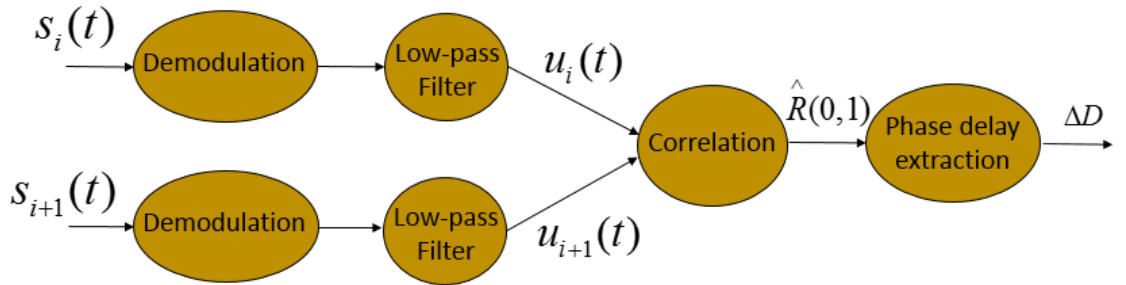 s_i(t)
Demodulation
Low-pass
Filter
u_i(t)
Correlation
R̂(0,1)
Phase delay
extraction
ΔD
s_{i+1}(t)
Demodulation
Low-pass
Filter
u_{i+1}(t)